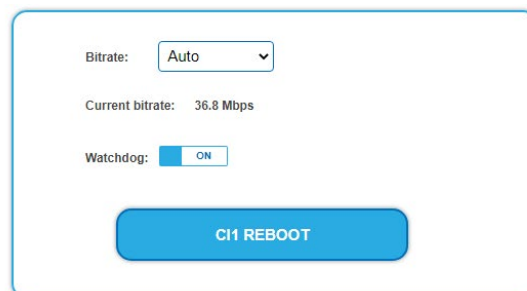 Bitrate: Auto
Current bitrate: 36.8 Mbps
Watchdog: ON
CI1 REBOOT